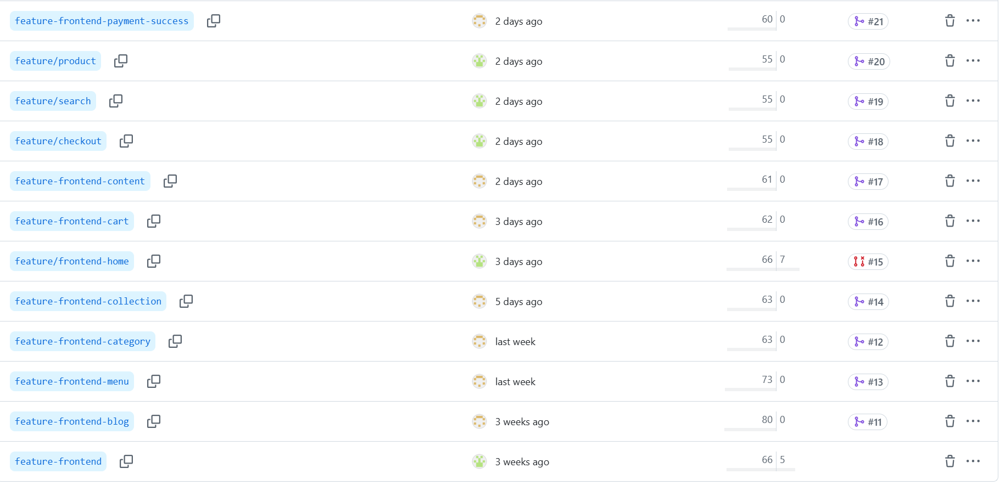 feature-frontend-payment-success 2 days ago 60 0 #21
feature/product 2 days ago 55 0 #20
feature/search 2 days ago 55 0 #19
feature/checkout 2 days ago 55 0 #18
feature-frontend-content 2 days ago 61 0 #17
feature-frontend-cart 3 days ago 62 0 #16
feature/frontend-home 3 days ago 66 7 #15
feature-frontend-collection 5 days ago 63 0 #14
feature-frontend-category last week 63 0 #12
feature-frontend-menu last week 73 0 #13
feature-frontend-blog 3 weeks ago 80 0 #11
feature-frontend 3 weeks ago 66 5